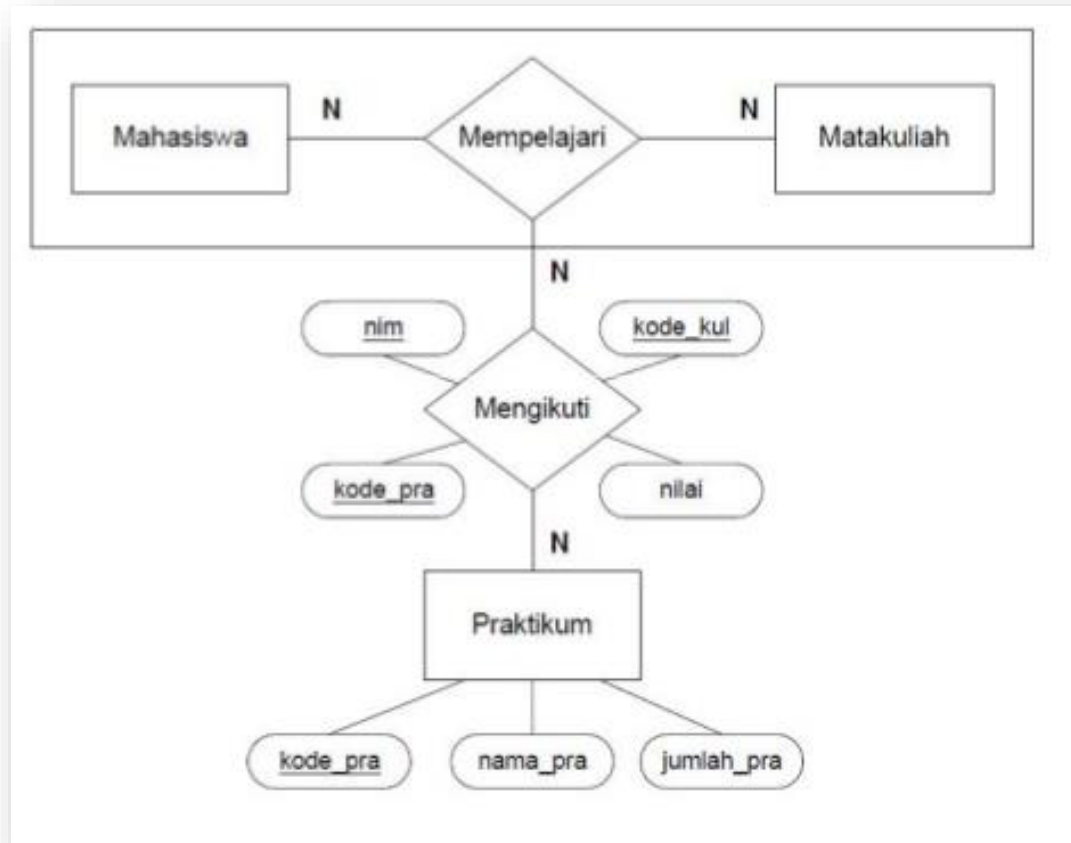 N
N
Mahasiswa
Mempelajari
Matakuliah
N
nim
kode_kul
Mengikuti
kode_pra
nilai
N
Praktikum
kode_pra
nama_pra
jumlah_pra